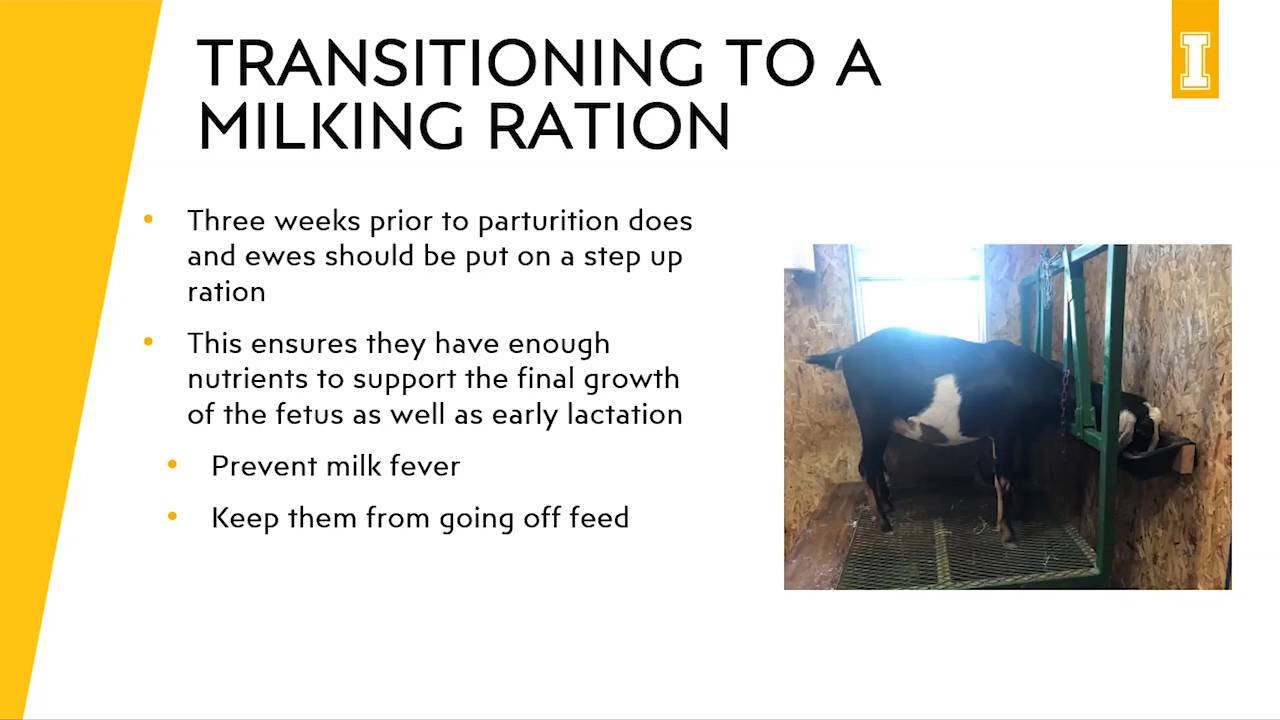 TRANSITIONING TO A
MILKING RATION
I
• Three weeks prior to parturition does
and ewes should be put on a step up
ration
• This ensures they have enough
nutrients to support the final growth
of the fetus as well as early lactation
• Prevent milk fever
• Keep them from going off feed